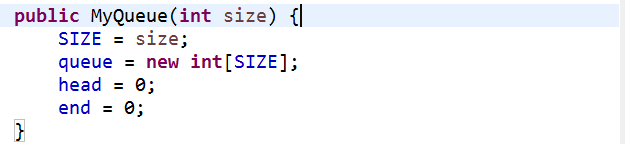 public MyQueue(int size) {
    SIZE = size;
    queue = new int[SIZE];
    head = 0;
    end = 0;
}